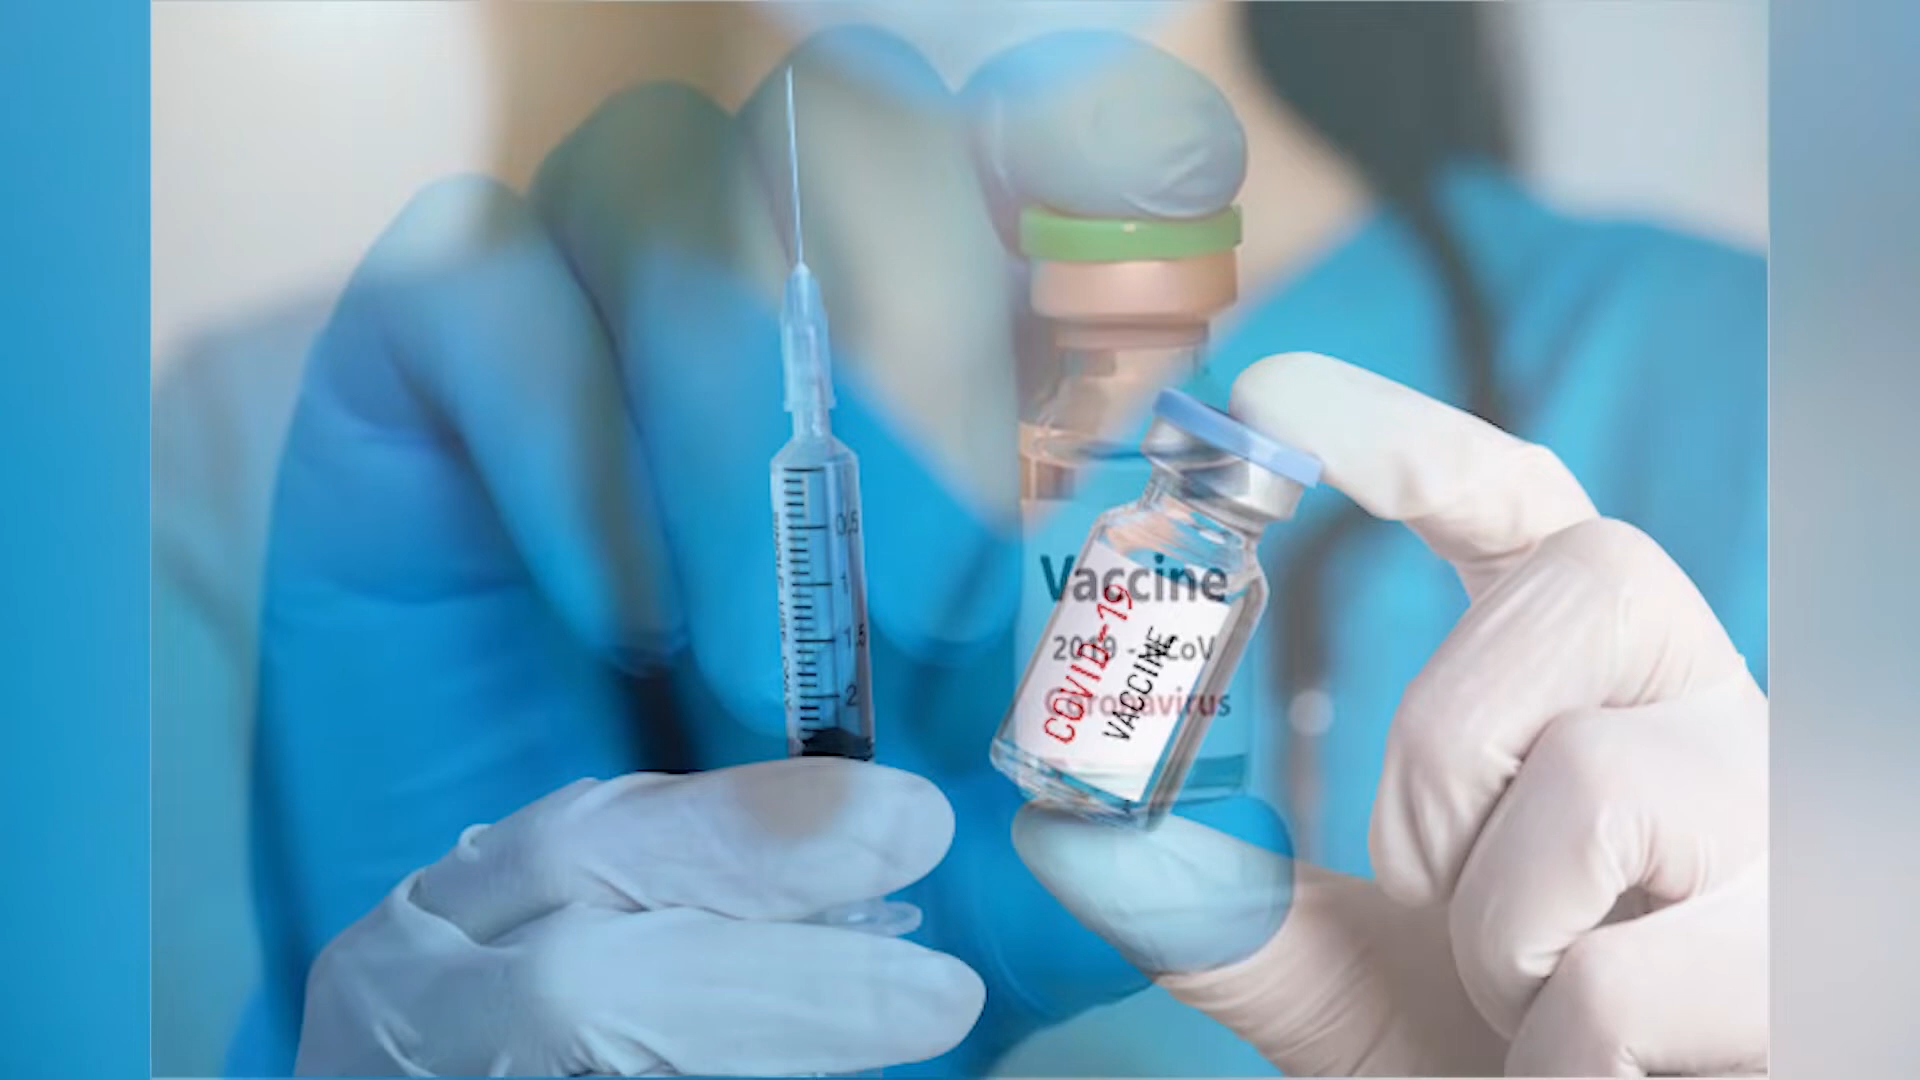 0.5
1
1.5
2
Vaccine
2019 - nCoV
Coronavirus
COVID-19
VACCINE